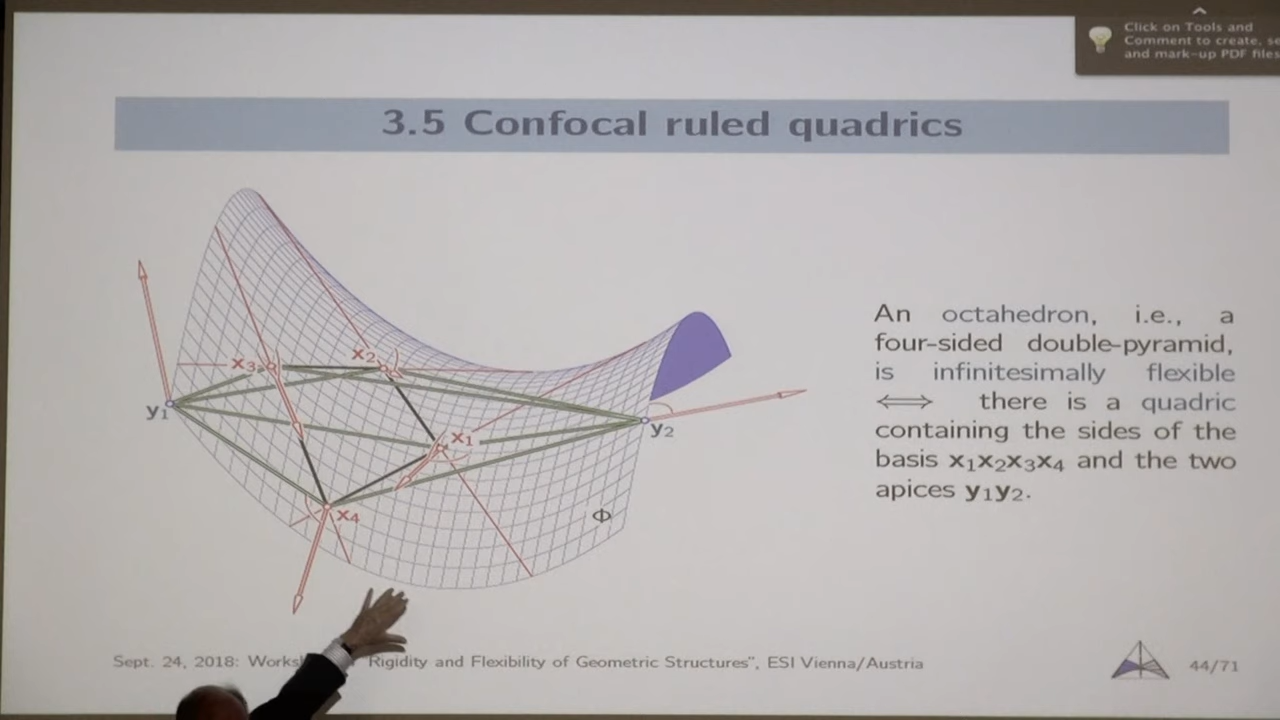 Click on Tools and
Comment to create, se
and mark-up PDF files
3.5 Confocal ruled quadrics
An octahedron, i.e., a
four-sided double-pyramid,
is infinitesimally flexible
⟺ there is a quadric
containing the sides of the
basis x₁x₂x₃x₄ and the two
apices y₁y₂.
x₃
x₂
y₁
y₂
x₁
x₄
Φ
Sept. 24, 2018: Rigidity and Flexibility of Geometric Structures", ESI Vienna/Austria
44/71